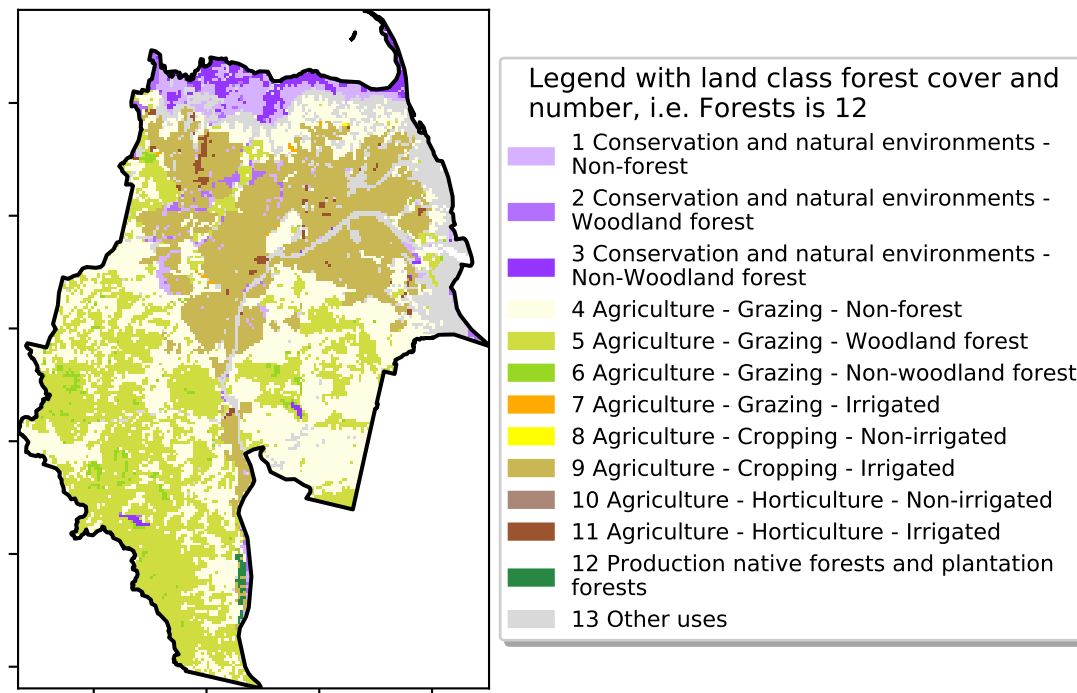 Legend with land class forest cover and
number, i.e. Forests is 12
1 Conservation and natural environments -
Non-forest
2 Conservation and natural environments -
Woodland forest
3 Conservation and natural environments -
Non-Woodland forest
4 Agriculture - Grazing - Non-forest
5 Agriculture - Grazing - Woodland forest
6 Agriculture - Grazing - Non-woodland forest
7 Agriculture - Grazing - Irrigated
8 Agriculture - Cropping - Non-irrigated
9 Agriculture - Cropping - Irrigated
10 Agriculture - Horticulture - Non-irrigated
11 Agriculture - Horticulture - Irrigated
12 Production native forests and plantation
forests
13 Other uses